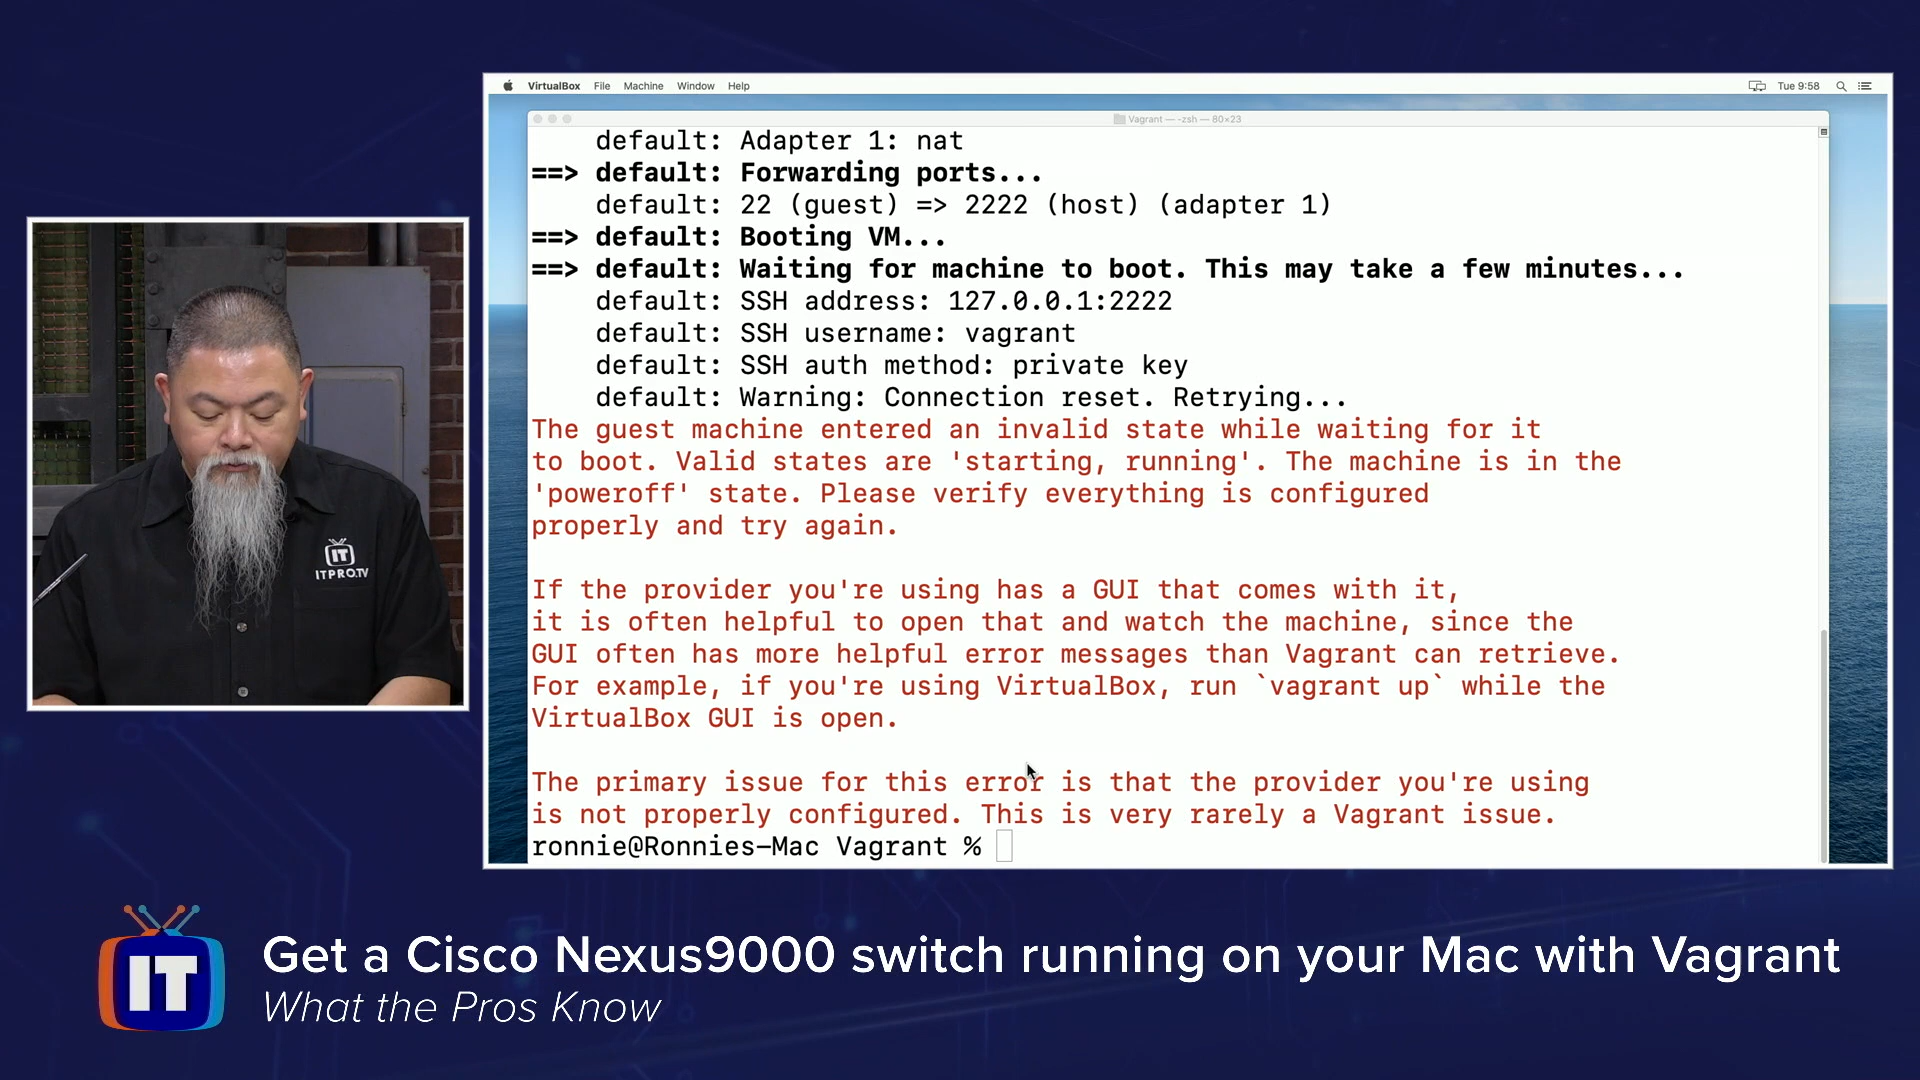 VirtualBox File Machine Window Help Tue 9:58
Vagrant — -zsh — 80×23
default: Adapter 1: nat
==> default: Forwarding ports...
default: 22 (guest) => 2222 (host) (adapter 1)
==> default: Booting VM...
==> default: Waiting for machine to boot. This may take a few minutes...
default: SSH address: 127.0.0.1:2222
default: SSH username: vagrant
default: SSH auth method: private key
default: Warning: Connection reset. Retrying...
The guest machine entered an invalid state while waiting for it
to boot. Valid states are 'starting, running'. The machine is in the
'poweroff' state. Please verify everything is configured
properly and try again.
If the provider you're using has a GUI that comes with it,
it is often helpful to open that and watch the machine, since the
GUI often has more helpful error messages than Vagrant can retrieve.
For example, if you're using VirtualBox, run `vagrant up` while the
VirtualBox GUI is open.
The primary issue for this error is that the provider you're using
is not properly configured. This is very rarely a Vagrant issue.
ronnie@Ronnies-Mac Vagrant %
IT
ITPRO.TV
IT
Get a Cisco Nexus9000 switch running on your Mac with Vagrant
What the Pros Know